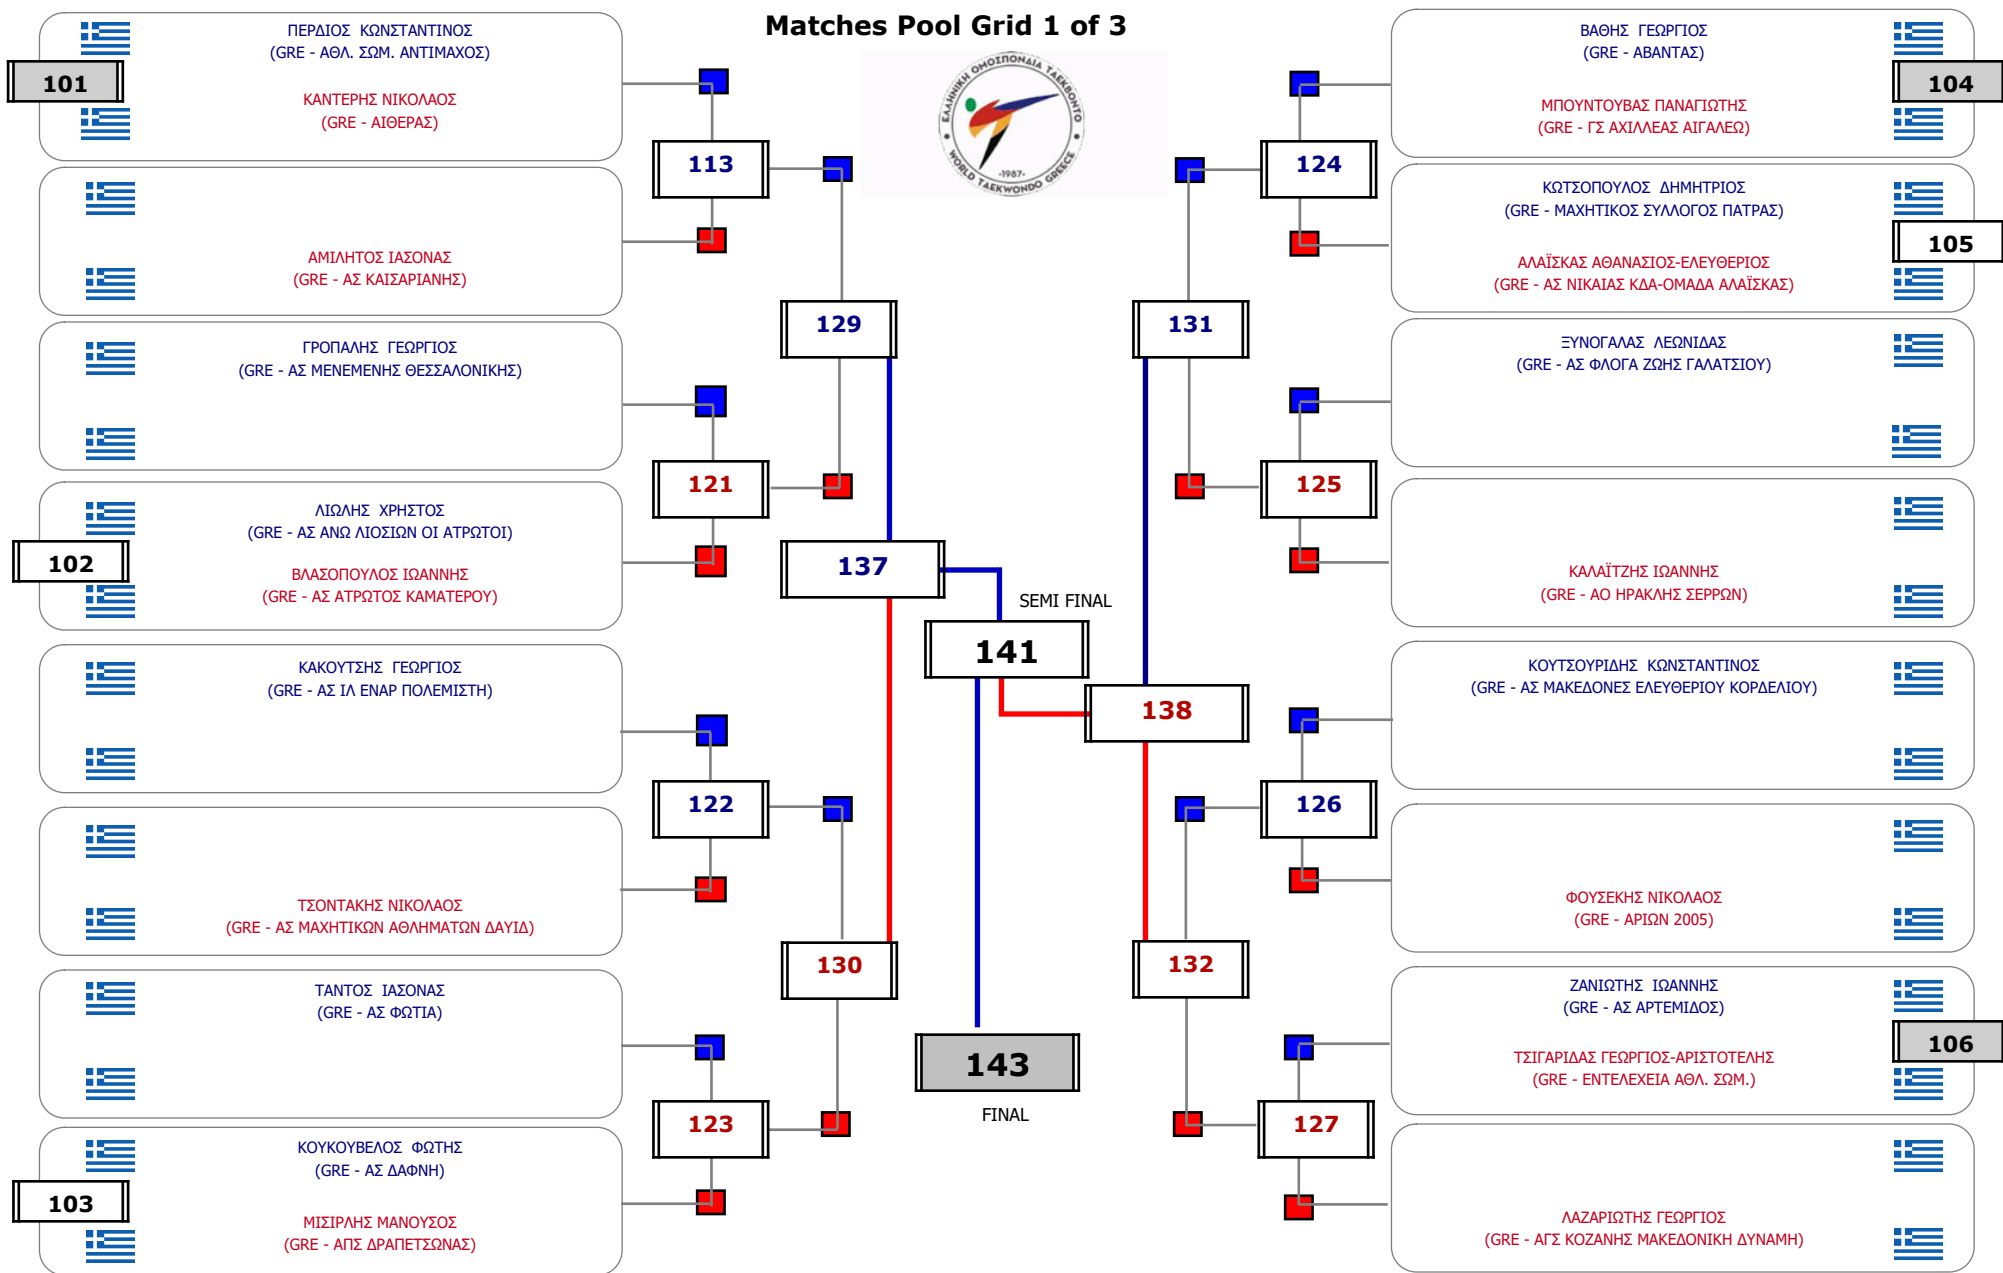 Matches Pool Grid 1 of 3
ΕΛΛΗΝΙΚΗ ΟΜΟΣΠΟΝΔΙΑ ΤΑΕΚΒΟΝΤΟ
WORLD TAEKWONDO GREECE
-1987-
ΠΕΡΔΙΟΣ ΚΩΝΣΤΑΝΤΙΝΟΣ
(GRE - ΑΘΛ. ΣΩΜ. ΑΝΤΙΜΑΧΟΣ)
101
ΚΑΝΤΕΡΗΣ ΝΙΚΟΛΑΟΣ
(GRE - ΑΙΘΕΡΑΣ)
ΑΜΙΛΗΤΟΣ ΙΑΣΟΝΑΣ
(GRE - ΑΣ ΚΑΙΣΑΡΙΑΝΗΣ)
ΓΡΟΠΑΛΗΣ ΓΕΩΡΓΙΟΣ
(GRE - ΑΣ ΜΕΝΕΜΕΝΗΣ ΘΕΣΣΑΛΟΝΙΚΗΣ)
ΛΙΩΛΗΣ ΧΡΗΣΤΟΣ
(GRE - ΑΣ ΑΝΩ ΛΙΟΣΙΩΝ ΟΙ ΑΤΡΩΤΟΙ)
102
ΒΛΑΣΟΠΟΥΛΟΣ ΙΩΑΝΝΗΣ
(GRE - ΑΣ ΑΤΡΩΤΟΣ ΚΑΜΑΤΕΡΟΥ)
ΚΑΚΟΥΤΣΗΣ ΓΕΩΡΓΙΟΣ
(GRE - ΑΣ ΙΛ ΕΝΑΡ ΠΟΛΕΜΙΣΤΗ)
ΤΣΟΝΤΑΚΗΣ ΝΙΚΟΛΑΟΣ
(GRE - ΑΣ ΜΑΧΗΤΙΚΩΝ ΑΘΛΗΜΑΤΩΝ ΔΑΥΙΔ)
ΤΑΝΤΟΣ ΙΑΣΟΝΑΣ
(GRE - ΑΣ ΦΩΤΙΑ)
ΚΟΥΚΟΥΒΕΛΟΣ ΦΩΤΗΣ
(GRE - ΑΣ ΔΑΦΝΗ)
103
ΜΙΣΙΡΛΗΣ ΜΑΝΟΥΣΟΣ
(GRE - ΑΠΣ ΔΡΑΠΕΤΣΩΝΑΣ)
113
121
122
123
129
130
137
SEMI FINAL
141
138
143
FINAL
131
132
124
125
126
127
ΒΑΘΗΣ ΓΕΩΡΓΙΟΣ
(GRE - ΑΒΑΝΤΑΣ)
104
ΜΠΟΥΝΤΟΥΒΑΣ ΠΑΝΑΓΙΩΤΗΣ
(GRE - ΓΣ ΑΧΙΛΛΕΑΣ ΑΙΓΑΛΕΩ)
ΚΩΤΣΟΠΟΥΛΟΣ ΔΗΜΗΤΡΙΟΣ
(GRE - ΜΑΧΗΤΙΚΟΣ ΣΥΛΛΟΓΟΣ ΠΑΤΡΑΣ)
105
ΑΛΑΪΣΚΑΣ ΑΘΑΝΑΣΙΟΣ-ΕΛΕΥΘΕΡΙΟΣ
(GRE - ΑΣ ΝΙΚΑΙΑΣ ΚΔΑ-ΟΜΑΔΑ ΑΛΑΪΣΚΑΣ)
ΞΥΝΟΓΑΛΑΣ ΛΕΩΝΙΔΑΣ
(GRE - ΑΣ ΦΛΟΓΑ ΖΩΗΣ ΓΑΛΑΤΣΙΟΥ)
ΚΑΛΑΪΤΖΗΣ ΙΩΑΝΝΗΣ
(GRE - ΑΟ ΗΡΑΚΛΗΣ ΣΕΡΡΩΝ)
ΚΟΥΤΣΟΥΡΙΔΗΣ ΚΩΝΣΤΑΝΤΙΝΟΣ
(GRE - ΑΣ ΜΑΚΕΔΟΝΕΣ ΕΛΕΥΘΕΡΙΟΥ ΚΟΡΔΕΛΙΟΥ)
ΦΟΥΣΕΚΗΣ ΝΙΚΟΛΑΟΣ
(GRE - ΑΡΙΩΝ 2005)
ΖΑΝΙΩΤΗΣ ΙΩΑΝΝΗΣ
(GRE - ΑΣ ΑΡΤΕΜΙΔΟΣ)
106
ΤΣΙΓΑΡΙΔΑΣ ΓΕΩΡΓΙΟΣ-ΑΡΙΣΤΟΤΕΛΗΣ
(GRE - ΕΝΤΕΛΕΧΕΙΑ ΑΘΛ. ΣΩΜ.)
ΛΑΖΑΡΙΩΤΗΣ ΓΕΩΡΓΙΟΣ
(GRE - ΑΓΣ ΚΟΖΑΝΗΣ ΜΑΚΕΔΟΝΙΚΗ ΔΥΝΑΜΗ)